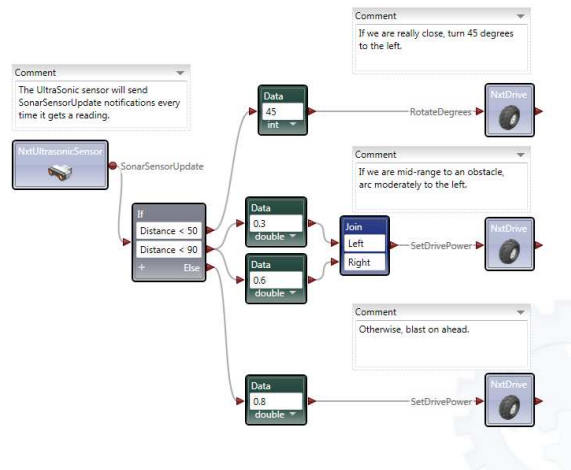 Comment
If we are really close, turn 45 degrees
to the left.
Comment
The UltraSonic sensor will send
SonarSensorUpdate notifications every
time it gets a reading.
Data
45
int
RotateDegrees
NxtDrive
NxtUltrasonicSensor
SonarSensorUpdate
Comment
If we are mid-range to an obstacle,
arc moderately to the left.
If
Distance < 50
Distance < 90
+ Else
Data
0.3
double
Data
0.6
double
Join
Left
Right
SetDrivePower
NxtDrive
Comment
Otherwise, blast on ahead.
Data
0.8
double
SetDrivePower
NxtDrive